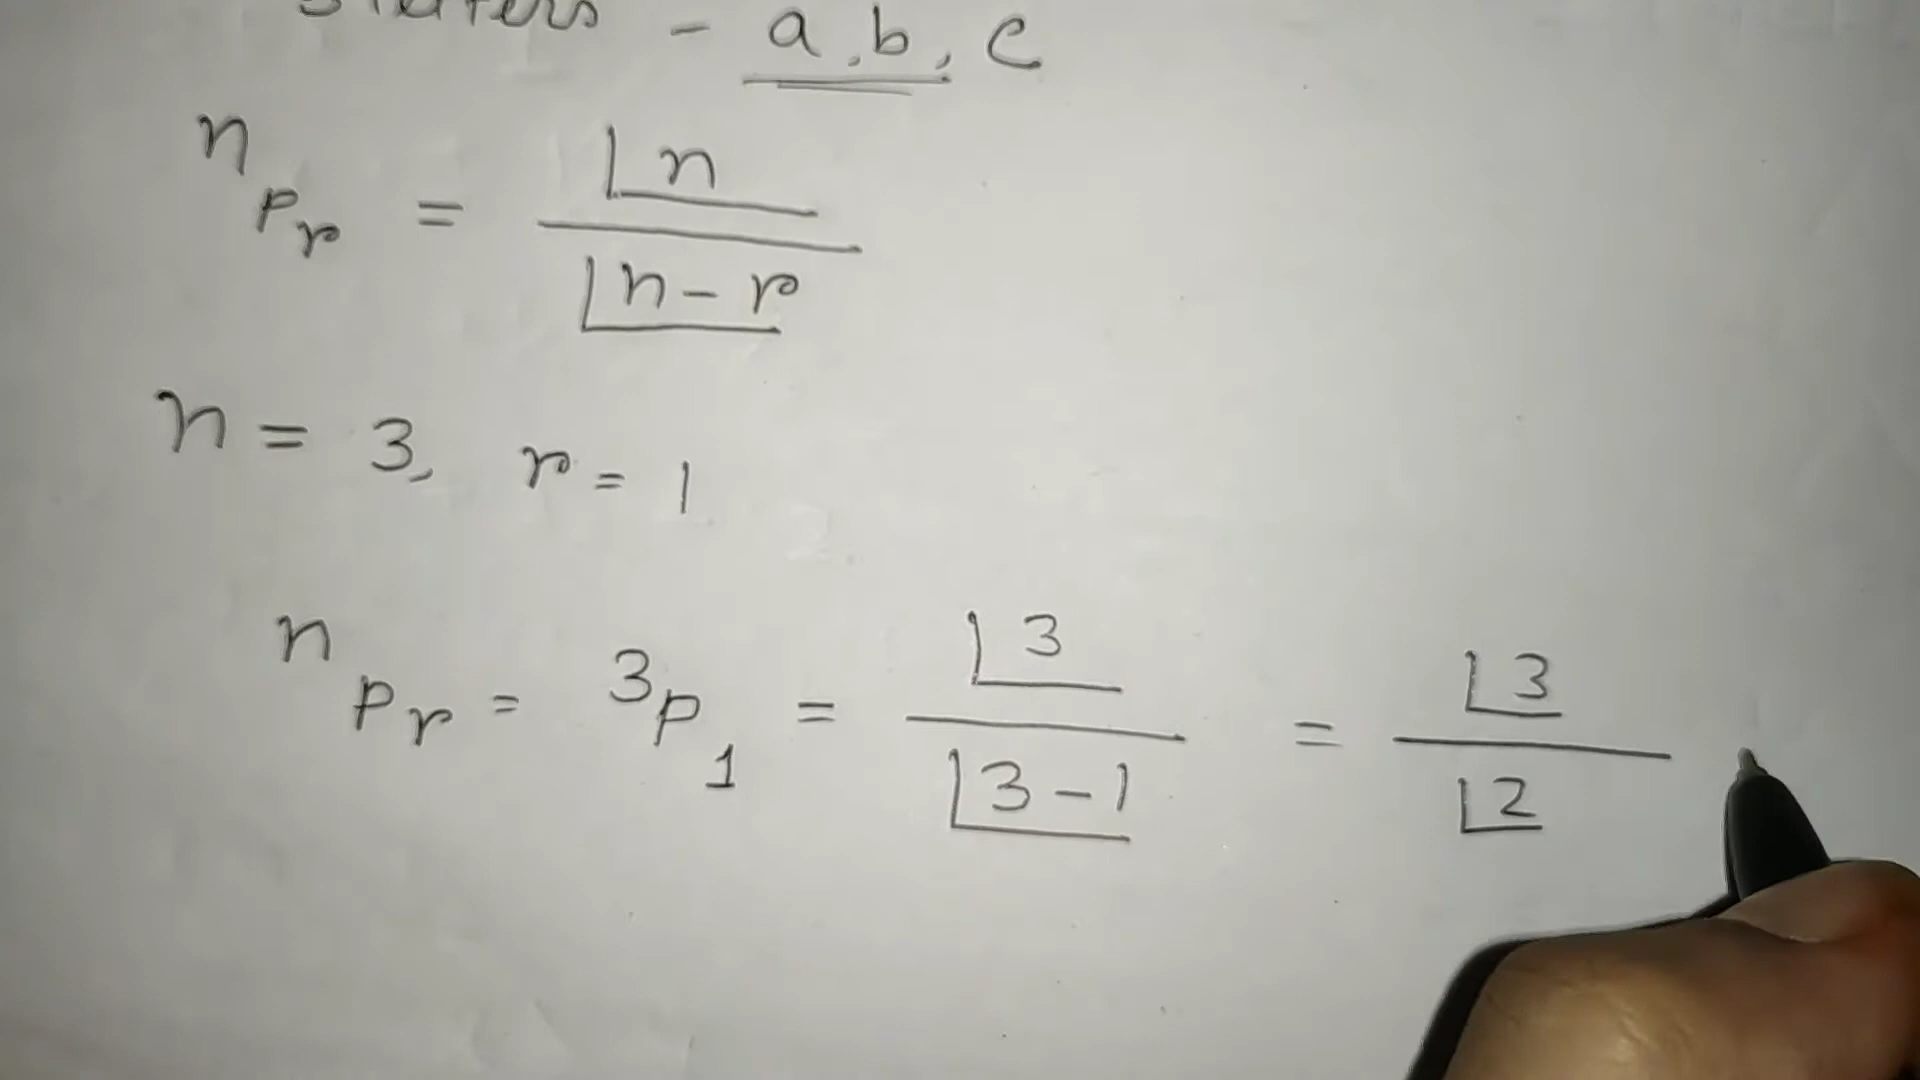 - a, b, c
nPr = ⌊n / ⌊n-r
n = 3, r = 1
nPr = 3P1 = ⌊3 / ⌊3-1 = ⌊3 / ⌊2